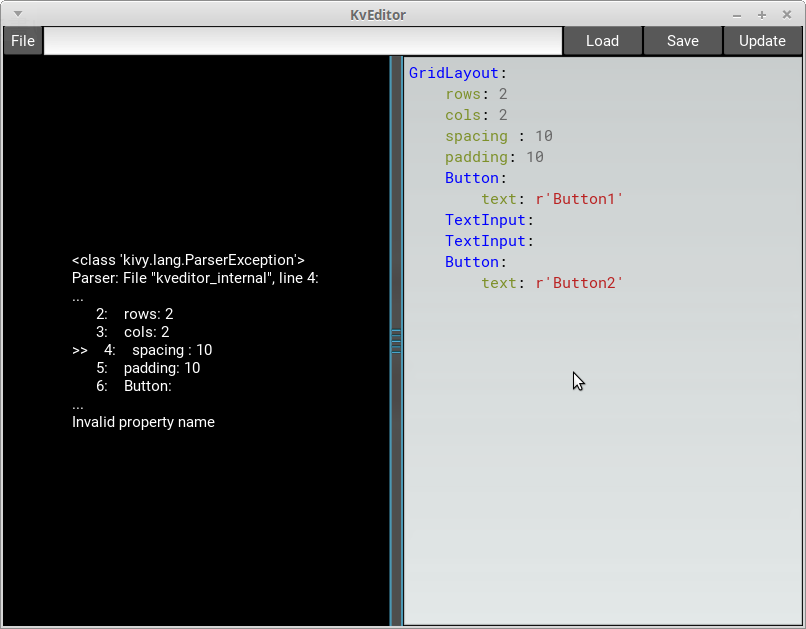 KvEditor
File Load Save Update
<class 'kivy.lang.ParserException'>
Parser: File "kveditor_internal", line 4:
...
2: rows: 2
3: cols: 2
>> 4: spacing : 10
5: padding: 10
6: Button:
...
Invalid property name
GridLayout:
    rows: 2
    cols: 2
    spacing : 10
    padding: 10
    Button:
        text: r'Button1'
    TextInput:
    TextInput:
    Button:
        text: r'Button2'